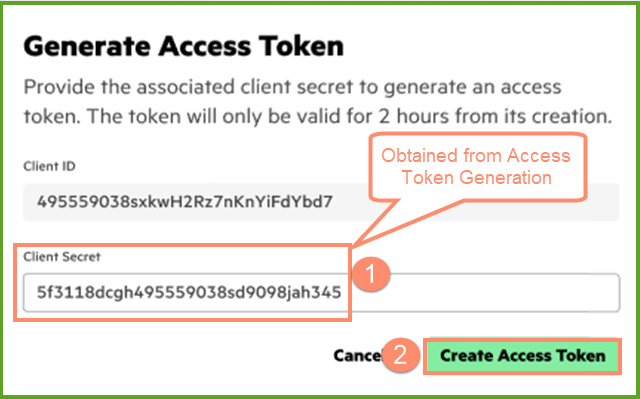 Generate Access Token
Provide the associated client secret to generate an access
token. The token will only be valid for 2 hours from its creation.
Obtained from Access
Token Generation
Client ID
495559038sxkwH2Rz7nKnYiFdYbd7
Client Secret
1
5f3118dcgh495559038sd9098jah345
Cancel
2
Create Access Token